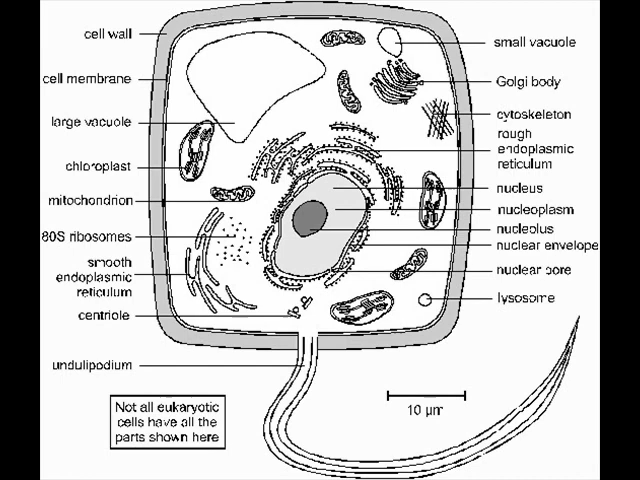 cell wall
cell membrane
large vacuole
chloroplast
mitochondrion
80S ribosomes
smooth
endoplasmic
reticulum
centriole
undulipodium
small vacuole
Golgi body
cytoskeleton
rough
endoplasmic
reticulum
nucleus
nucleoplasm
nucleolus
nuclear envelope
nuclear pore
lysosome
Not all eukaryotic
cells have all the
parts shown here
10 µm